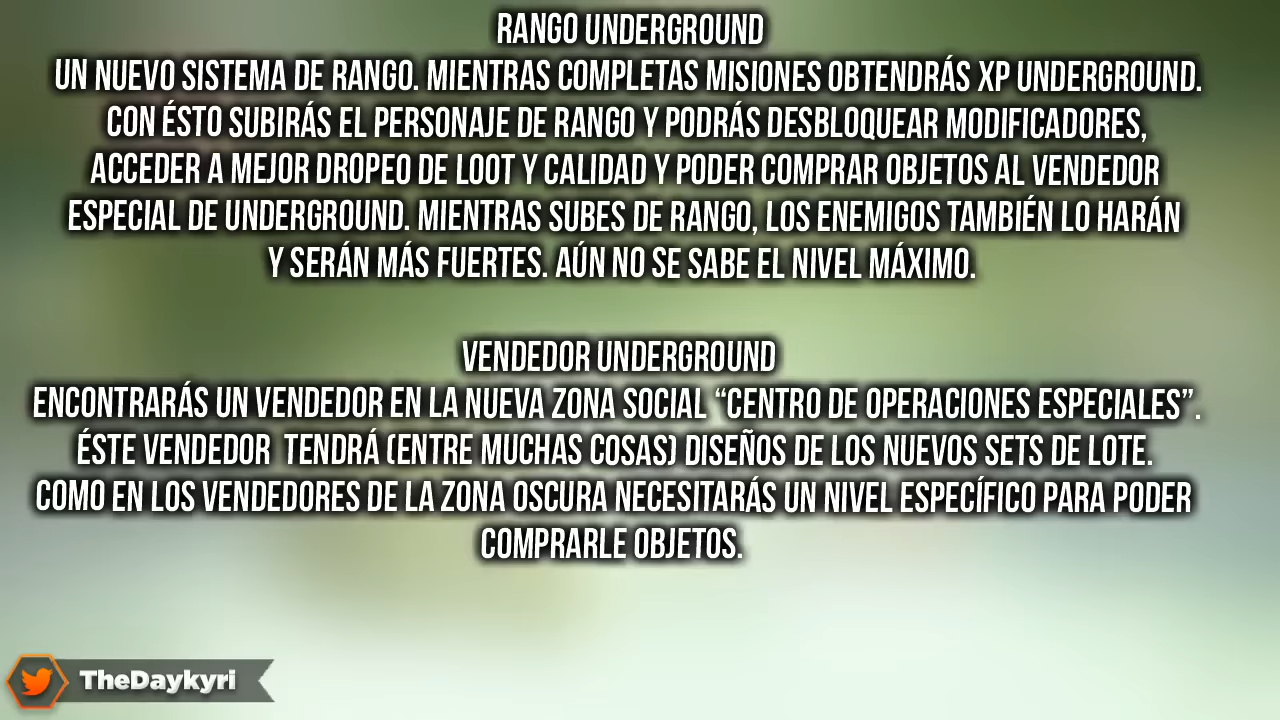 RANGO UNDERGROUND
UN NUEVO SISTEMA DE RANGO. MIENTRAS COMPLETAS MISIONES OBTENDRÁS XP UNDERGROUND.
CON ÉSTO SUBIRÁS EL PERSONAJE DE RANGO Y PODRÁS DESBLOQUEAR MODIFICADORES,
ACCEDER A MEJOR DROPEO DE LOOT Y CALIDAD Y PODER COMPRAR OBJETOS AL VENDEDOR
ESPECIAL DE UNDERGROUND. MIENTRAS SUBES DE RANGO, LOS ENEMIGOS TAMBIÉN LO HARÁN
Y SERÁN MÁS FUERTES. AÚN NO SE SABE EL NIVEL MÁXIMO.
VENDEDOR UNDERGROUND
ENCONTRARÁS UN VENDEDOR EN LA NUEVA ZONA SOCIAL “CENTRO DE OPERACIONES ESPECIALES”.
ÉSTE VENDEDOR TENDRÁ (ENTRE MUCHAS COSAS) DISEÑOS DE LOS NUEVOS SETS DE LOTE.
COMO EN LOS VENDEDORES DE LA ZONA OSCURA NECESITARÁS UN NIVEL ESPECÍFICO PARA PODER
COMPRARLE OBJETOS.
TheDaykyri